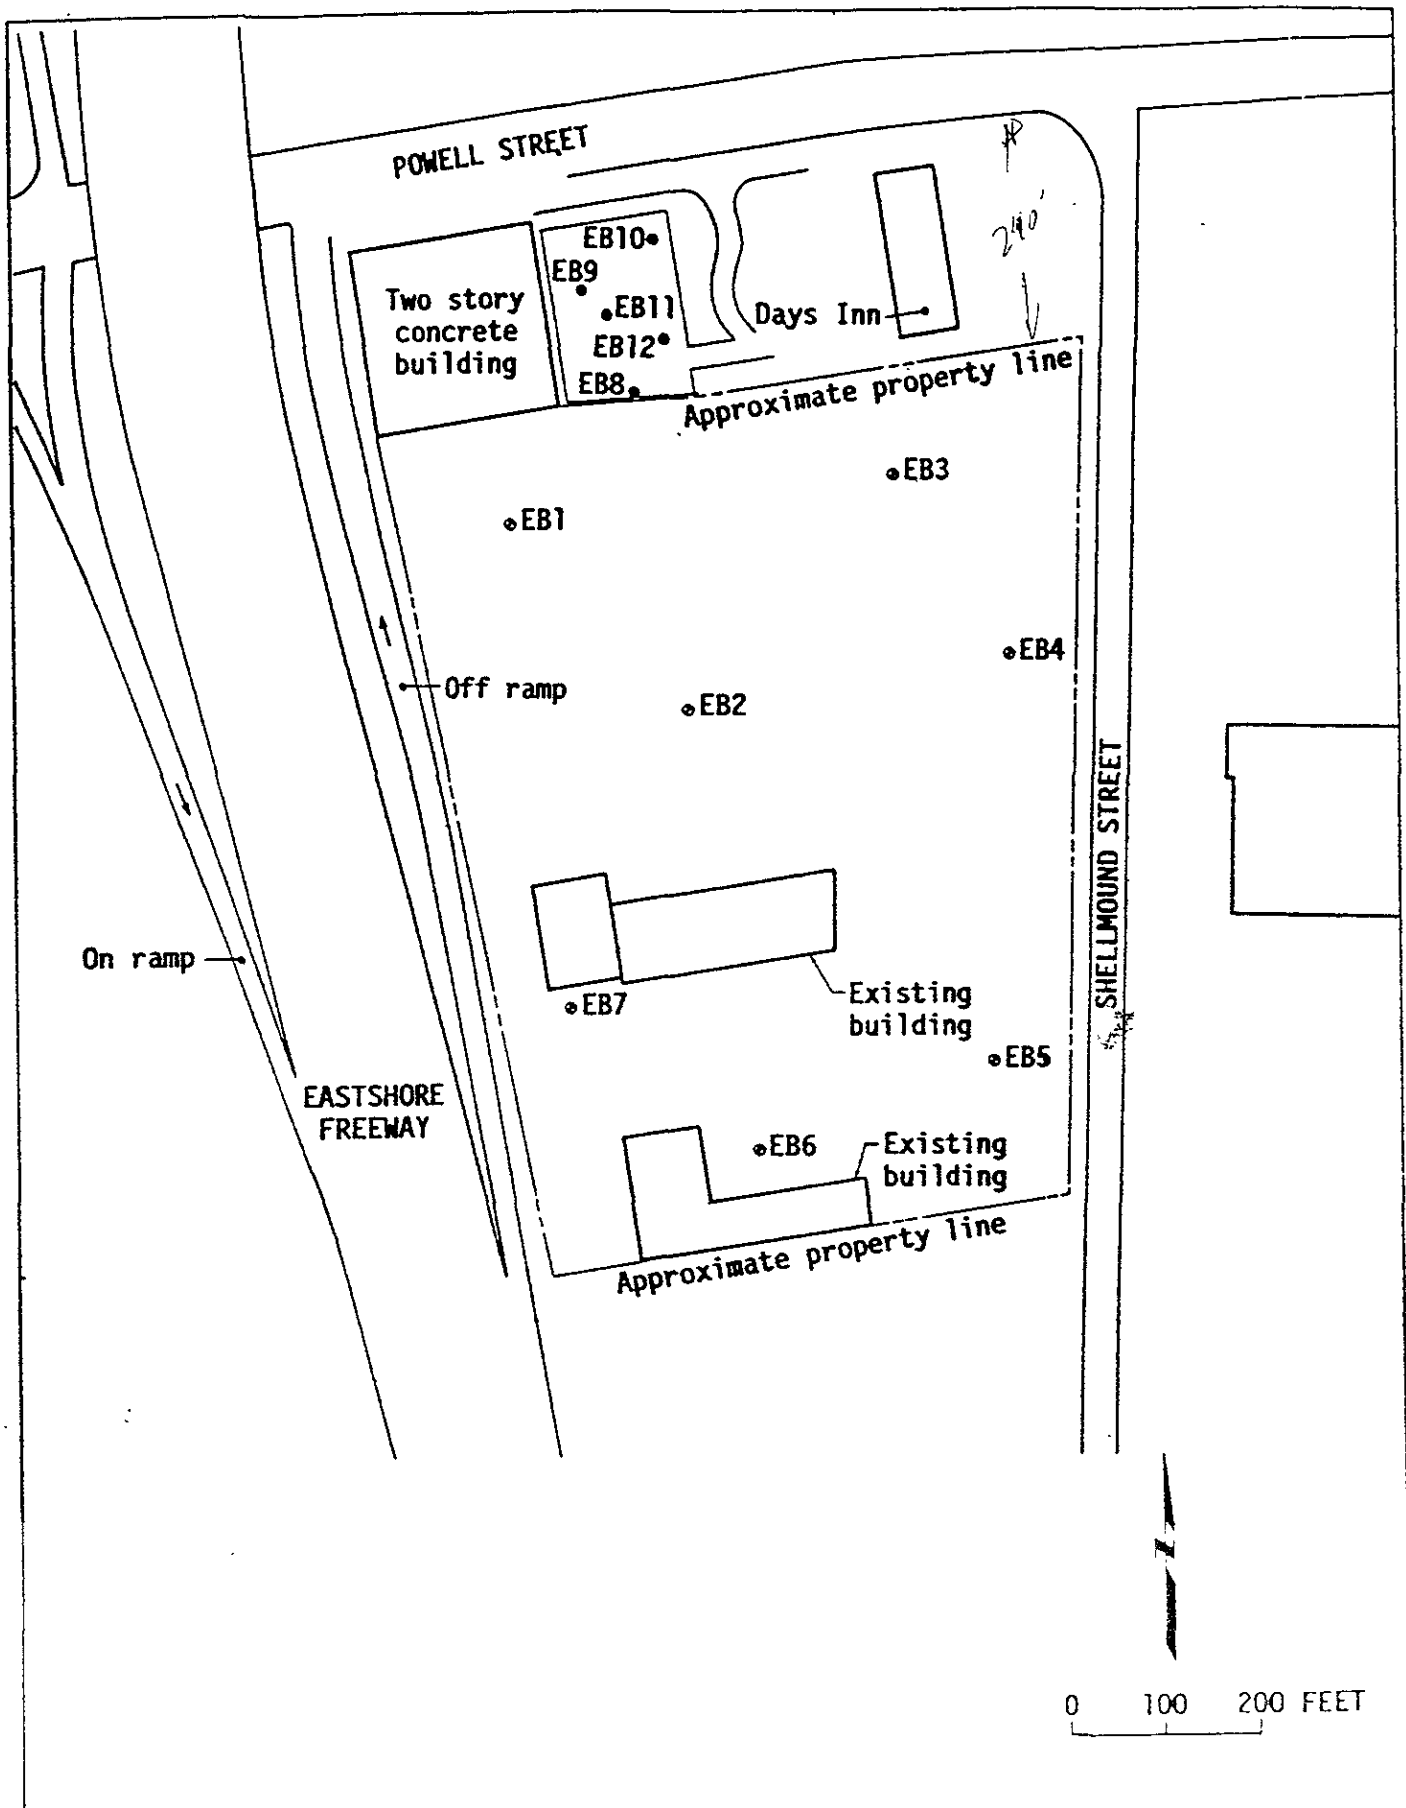 POWELL STREET
240'
EB10
EB9
EB11
EB12
EB8
Two story
concrete
building
Days Inn
Approximate property line
EB3
EB1
EB4
Off ramp
EB2
SHELLMOUND STREET
On ramp
Existing
building
EB7
EB5
EASTSHORE
FREEWAY
EB6
Existing
building
Approximate property line
0 100 200 FEET